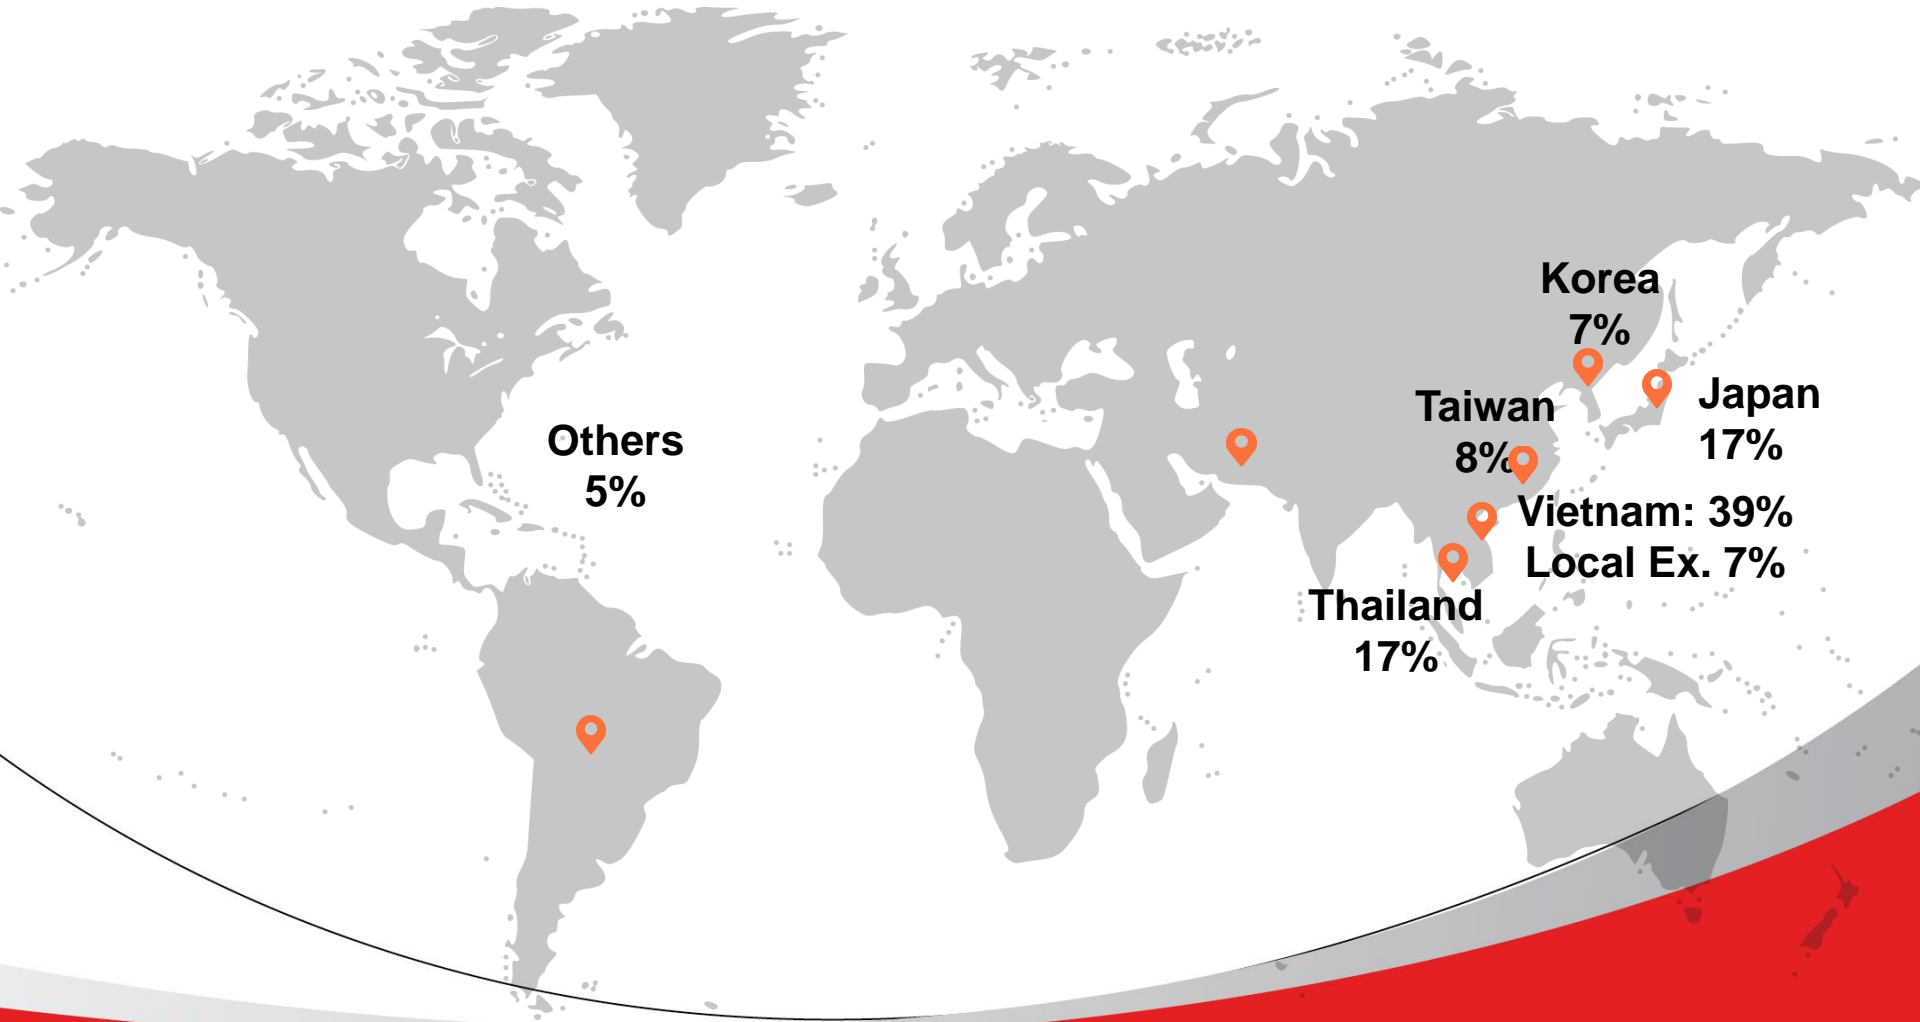 Korea
7%
Japan
17%
Taiwan
8%
Others
5%
Vietnam: 39%
Local Ex. 7%
Thailand
17%